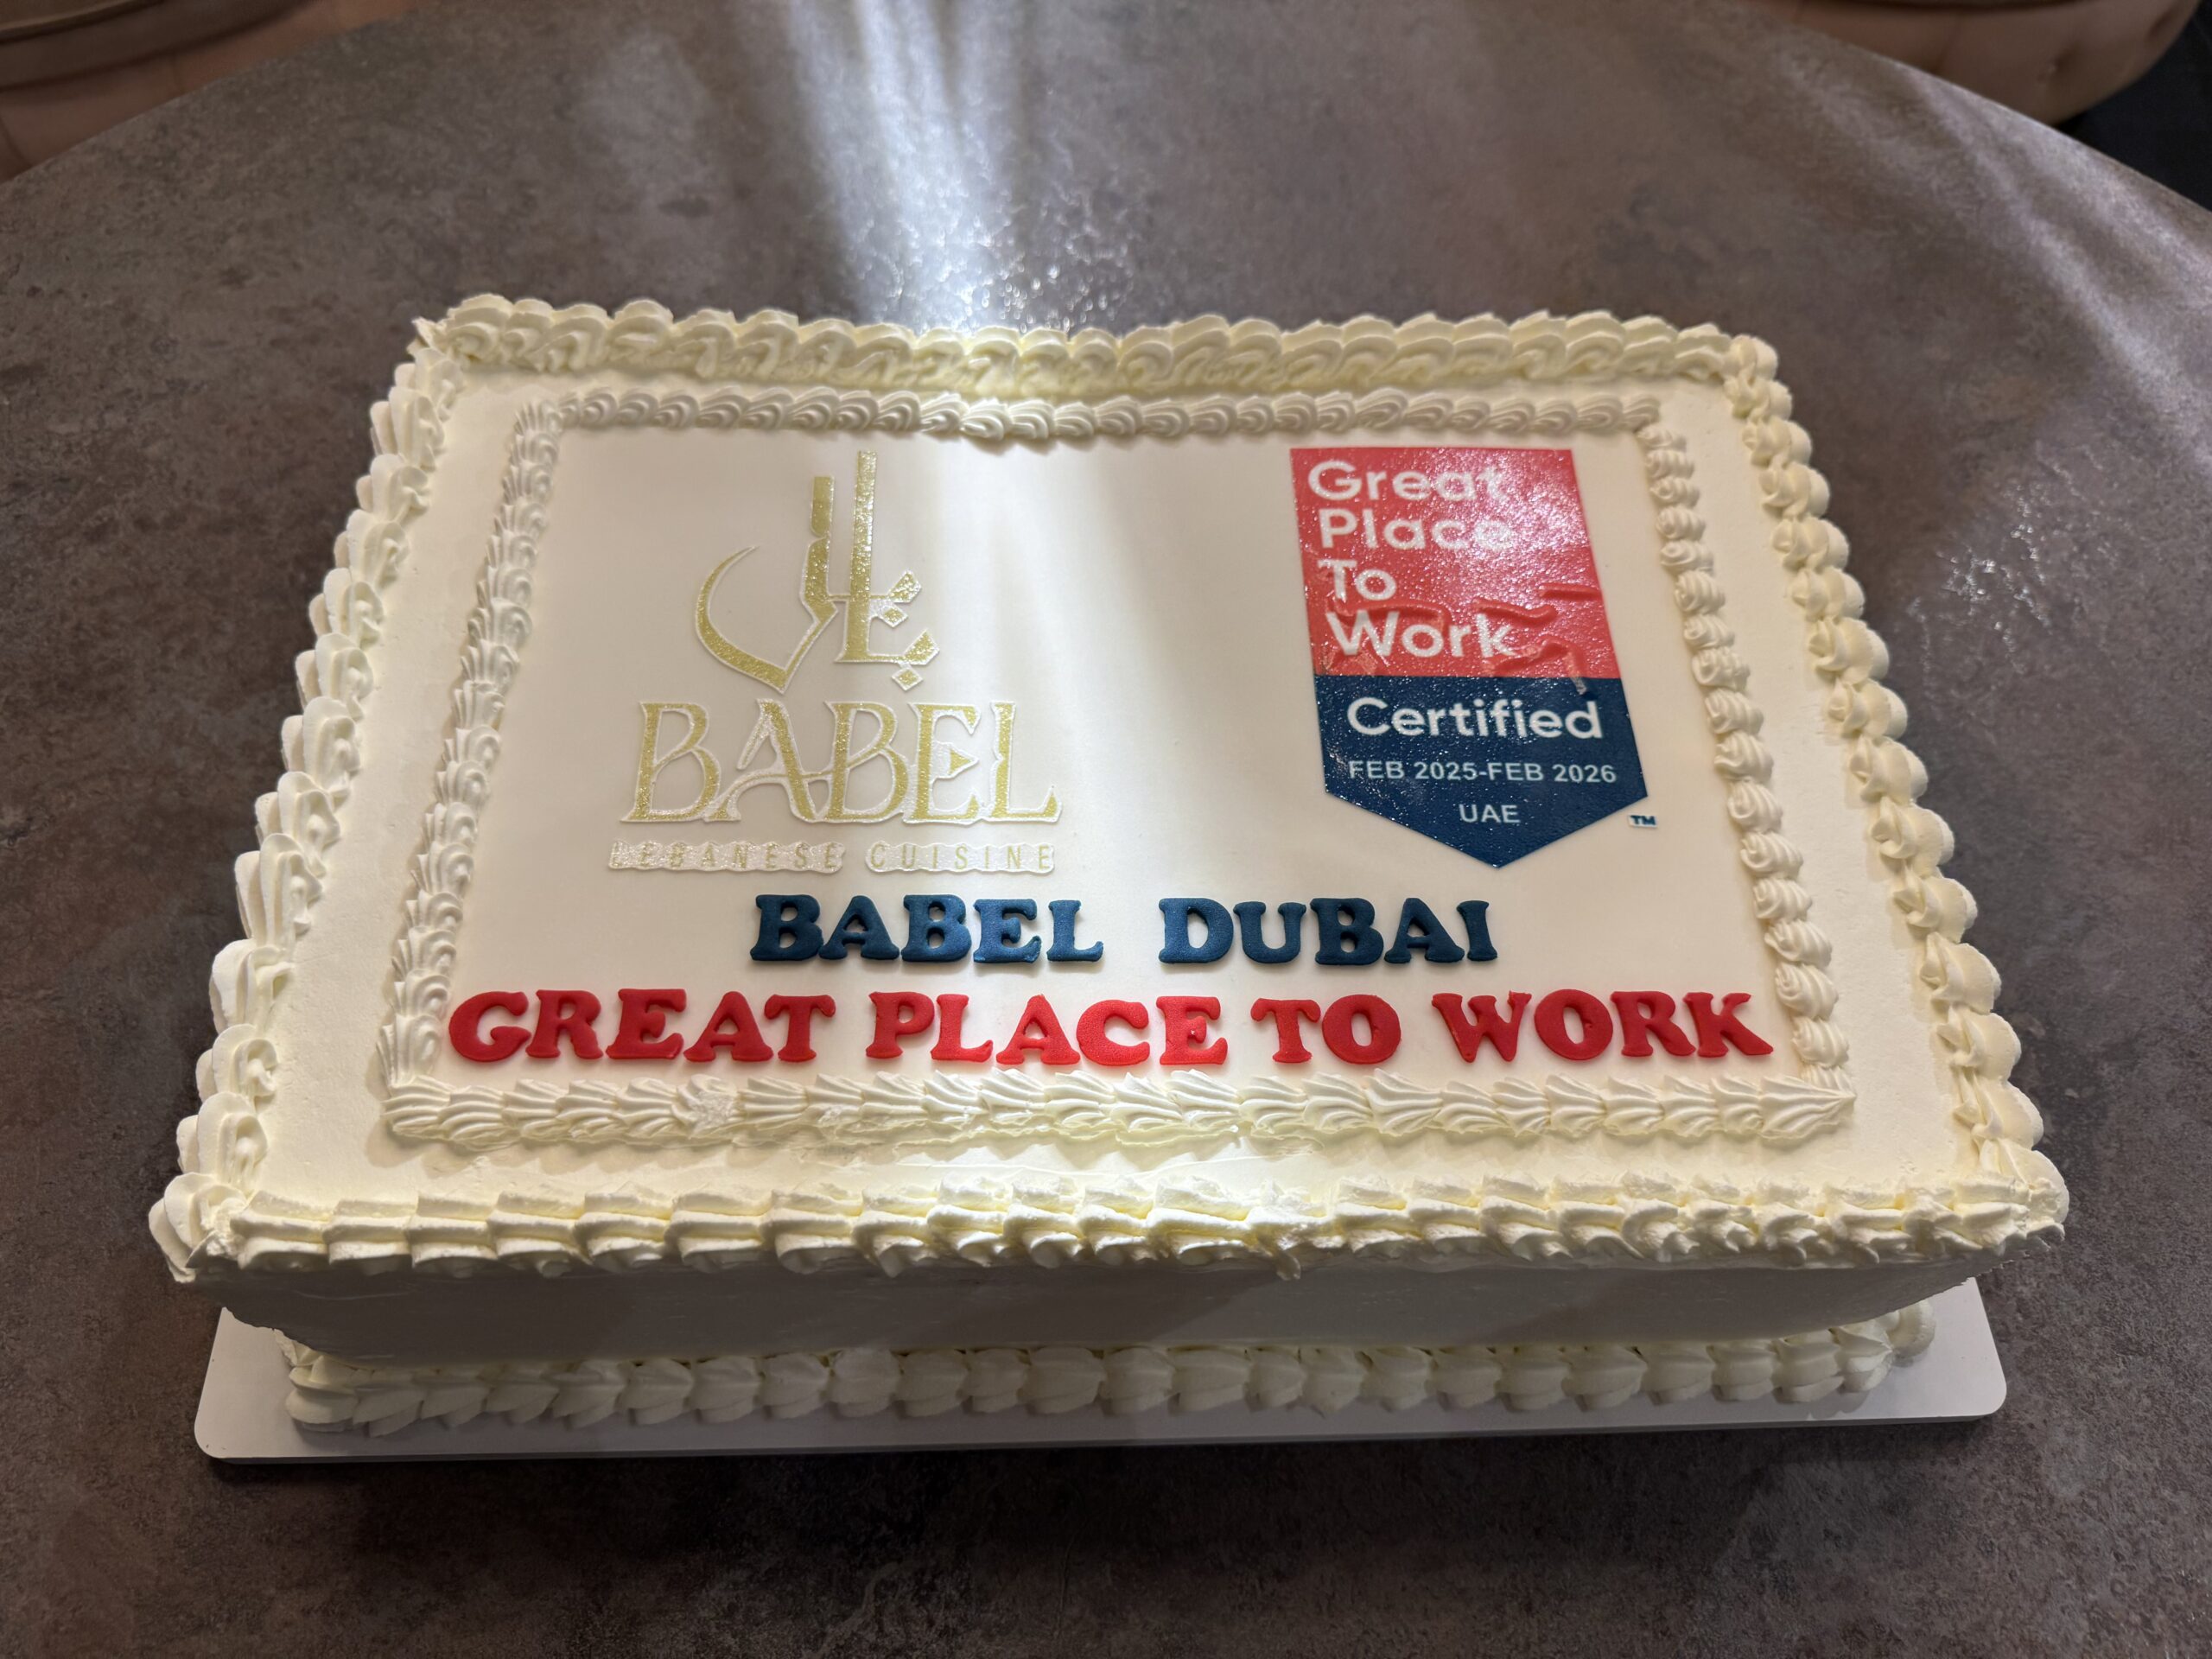 بابل
BABEL
LEBANESE CUISINE
Great
Place
To
Work
Certified
FEB 2025-FEB 2026
UAE
TM
BABEL DUBAI
GREAT PLACE TO WORK